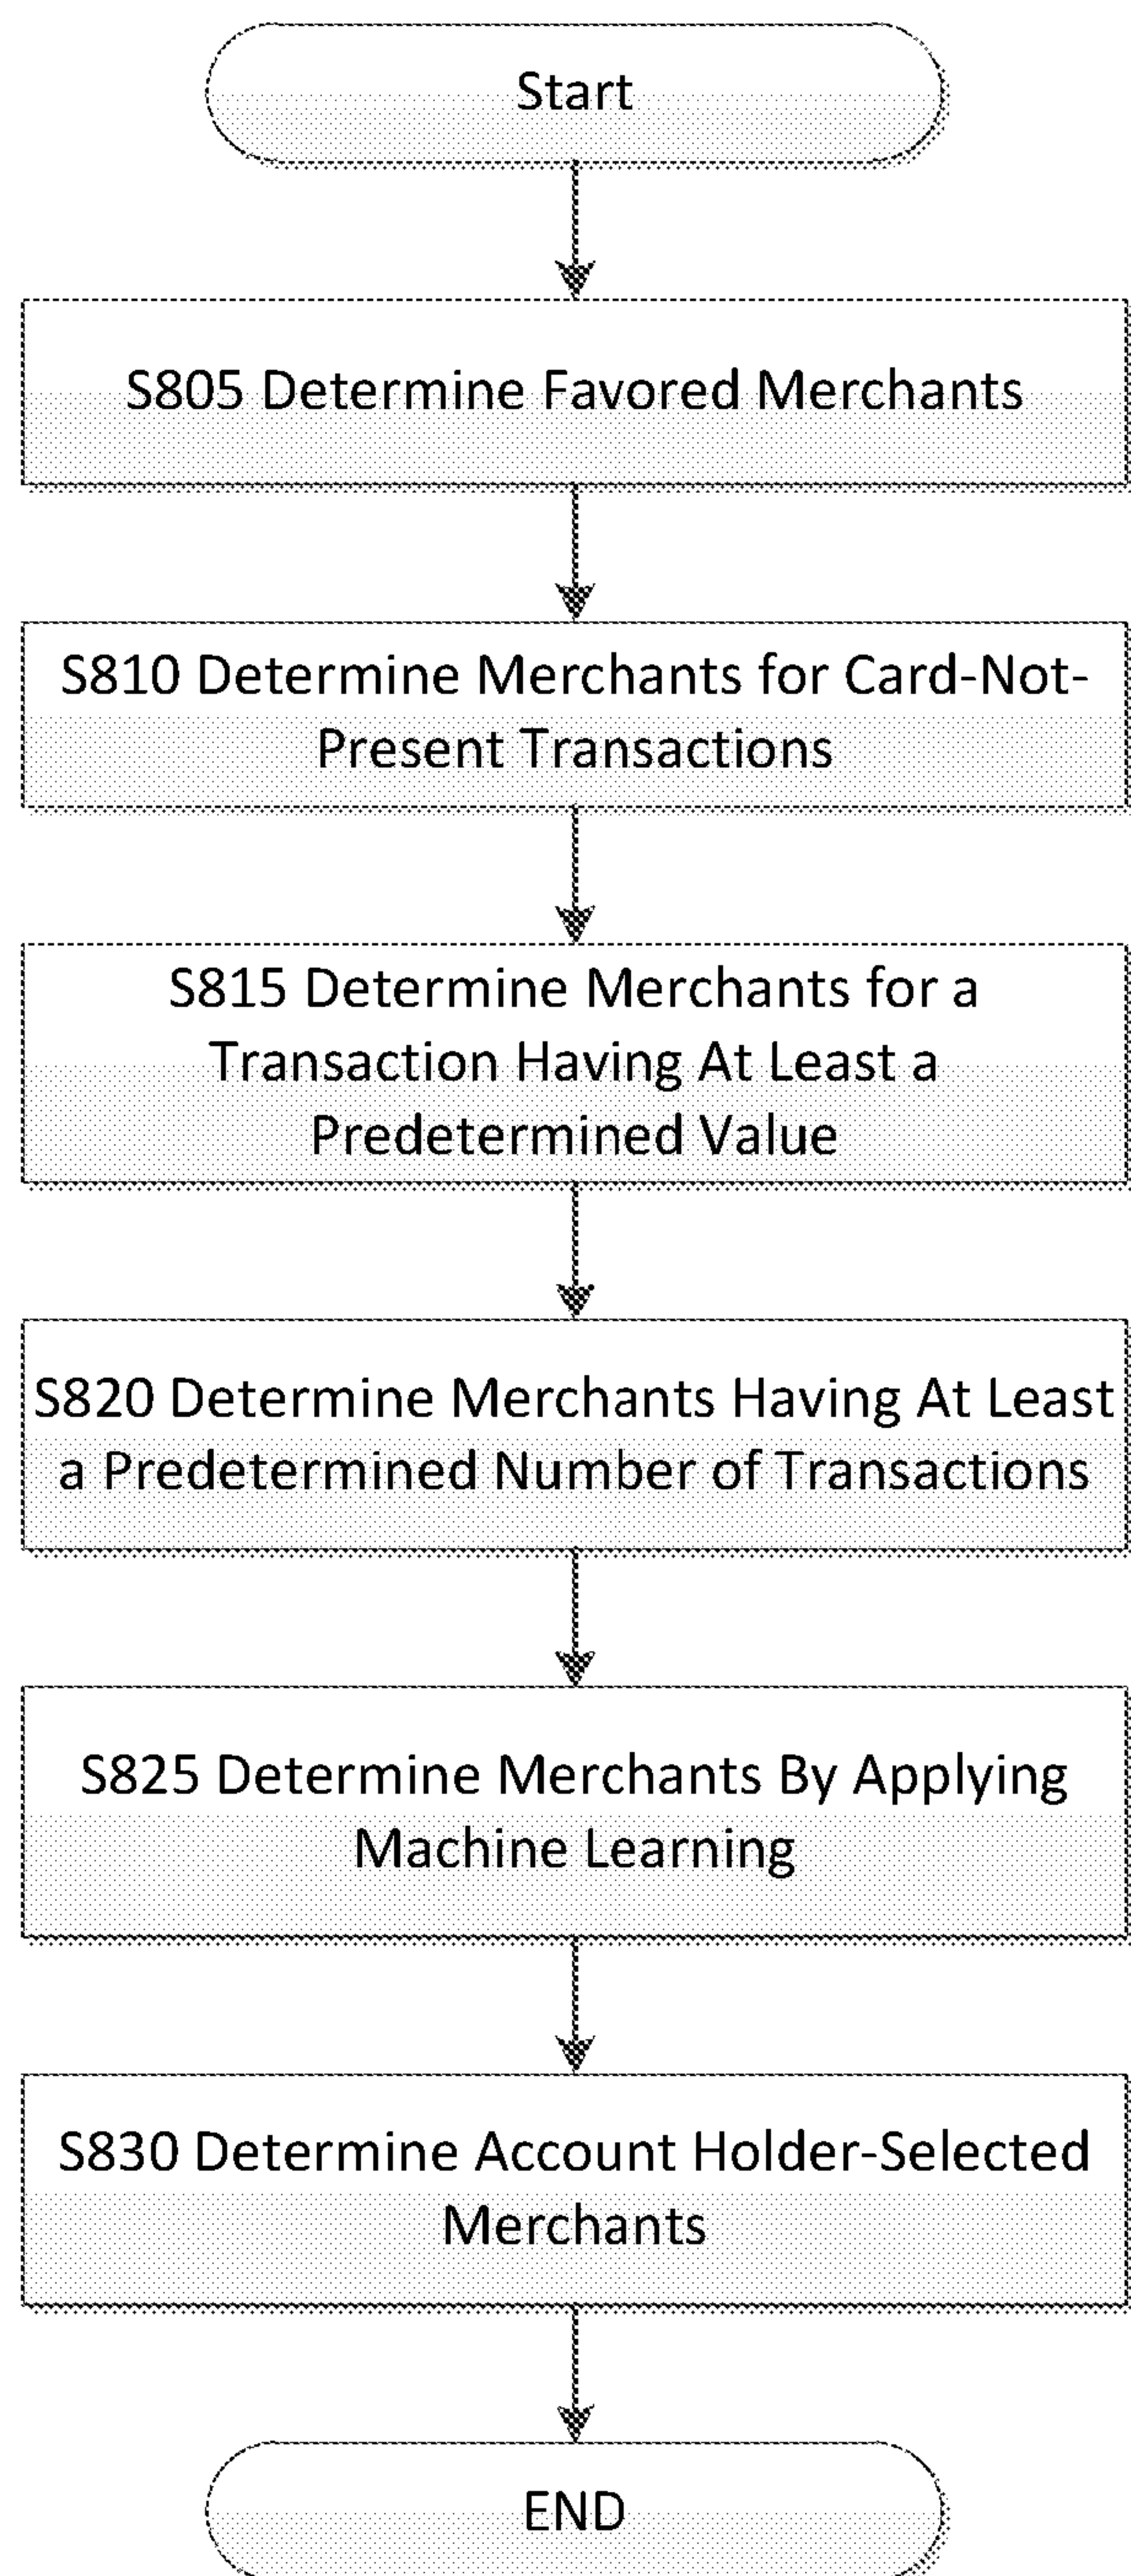 Start
S805 Determine Favored Merchants
S810 Determine Merchants for Card-Not-
Present Transactions
S815 Determine Merchants for a
Transaction Having At Least a
Predetermined Value
S820 Determine Merchants Having At Least
a Predetermined Number of Transactions
S825 Determine Merchants By Applying
Machine Learning
S830 Determine Account Holder-Selected
Merchants
END